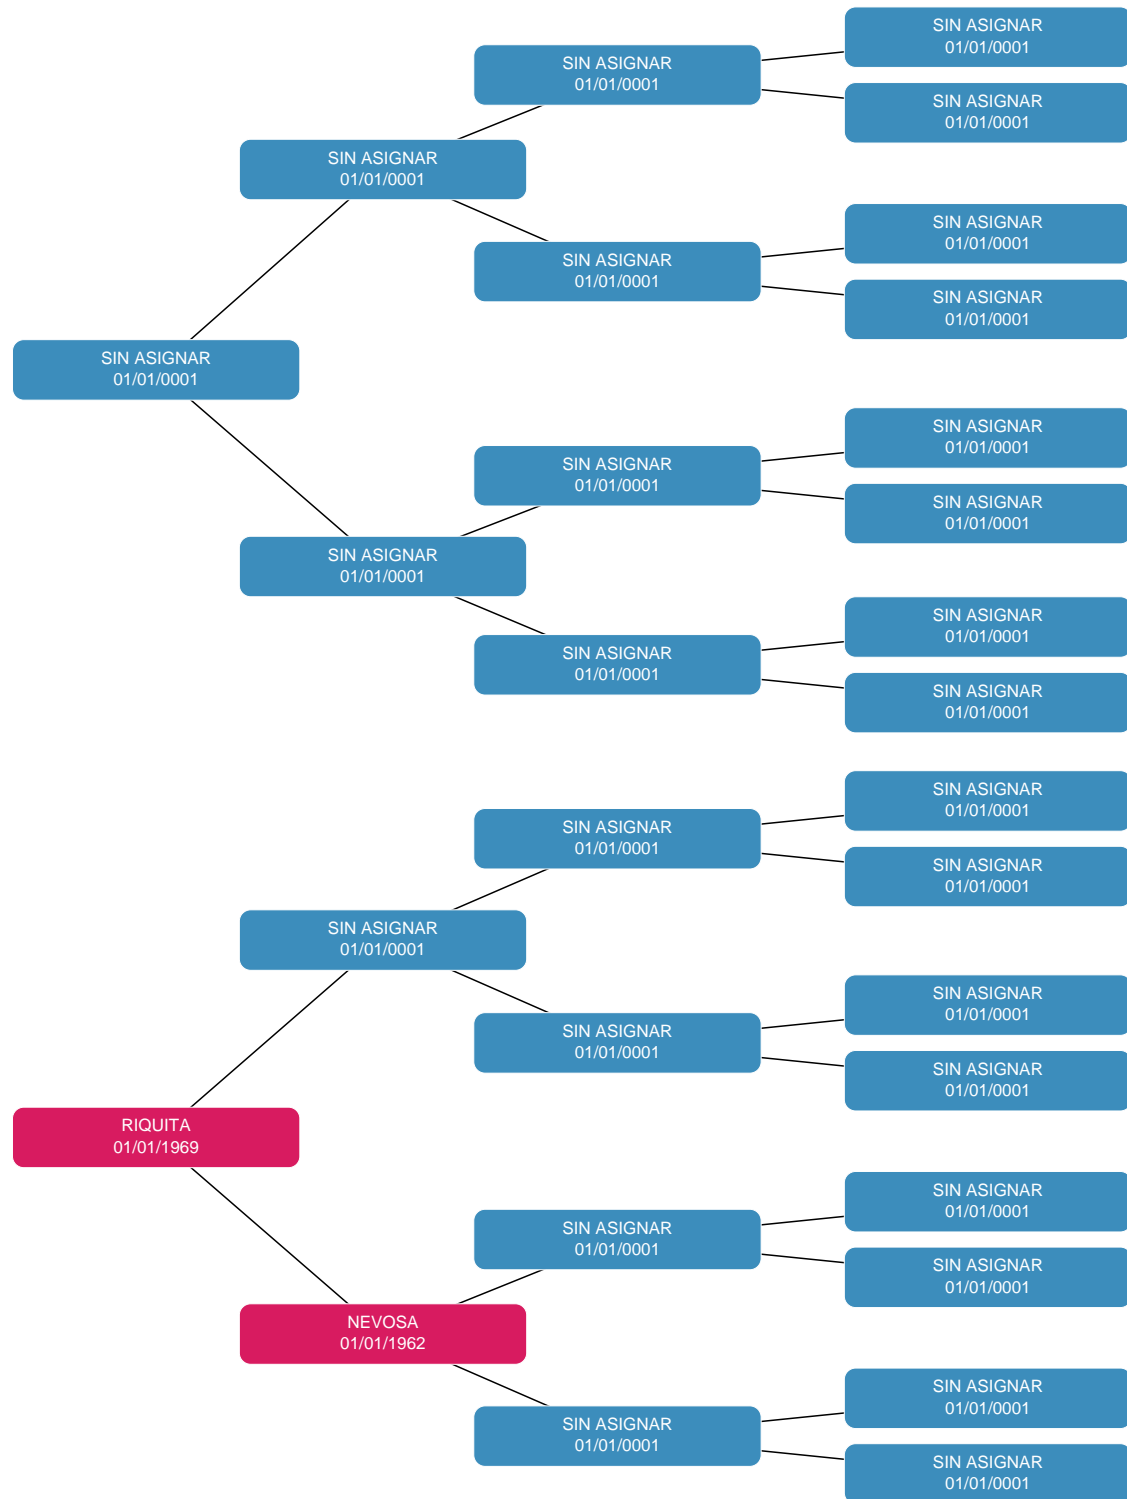 SIN ASIGNAR
01/01/0001
SIN ASIGNAR
01/01/0001
SIN ASIGNAR
01/01/0001
SIN ASIGNAR
01/01/0001
SIN ASIGNAR
01/01/0001
SIN ASIGNAR
01/01/0001
SIN ASIGNAR
01/01/0001
SIN ASIGNAR
01/01/0001
SIN ASIGNAR
01/01/0001
SIN ASIGNAR
01/01/0001
SIN ASIGNAR
01/01/0001
SIN ASIGNAR
01/01/0001
SIN ASIGNAR
01/01/0001
SIN ASIGNAR
01/01/0001
SIN ASIGNAR
01/01/0001
SIN ASIGNAR
01/01/0001
SIN ASIGNAR
01/01/0001
SIN ASIGNAR
01/01/0001
SIN ASIGNAR
01/01/0001
SIN ASIGNAR
01/01/0001
SIN ASIGNAR
01/01/0001
RIQUITA
01/01/1969
SIN ASIGNAR
01/01/0001
SIN ASIGNAR
01/01/0001
SIN ASIGNAR
01/01/0001
SIN ASIGNAR
01/01/0001
NEVOSA
01/01/1962
SIN ASIGNAR
01/01/0001
SIN ASIGNAR
01/01/0001
SIN ASIGNAR
01/01/0001